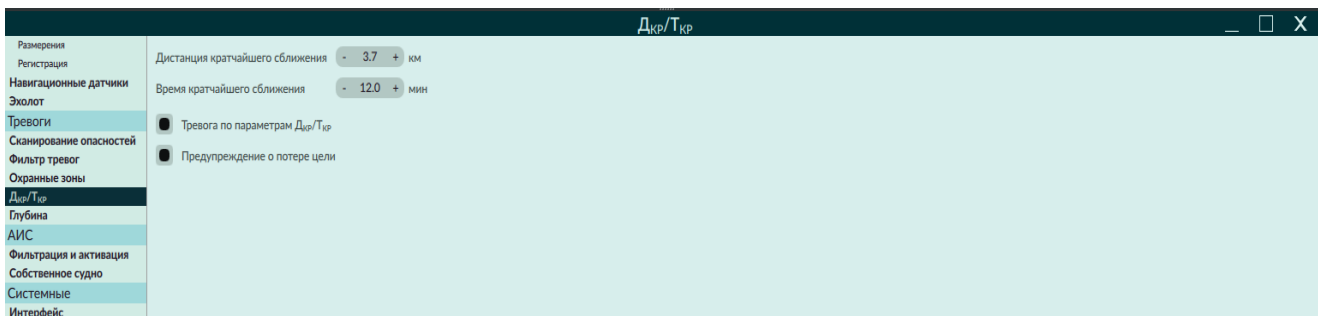 Дкр/Ткр
_ □ X
Размерения
Регистрация
Навигационные датчики
Эхолот
Тревоги
Сканирование опасностей
Фильтр тревог
Охранные зоны
Дкр/Ткр
Глубина
АИС
Фильтрация и активация
Собственное судно
Системные
Интерфейс
Дистанция кратчайшего сближения - 3.7 + км
Время кратчайшего сближения - 12.0 + мин
Тревога по параметрам Дкр/Ткр
Предупреждение о потере цели